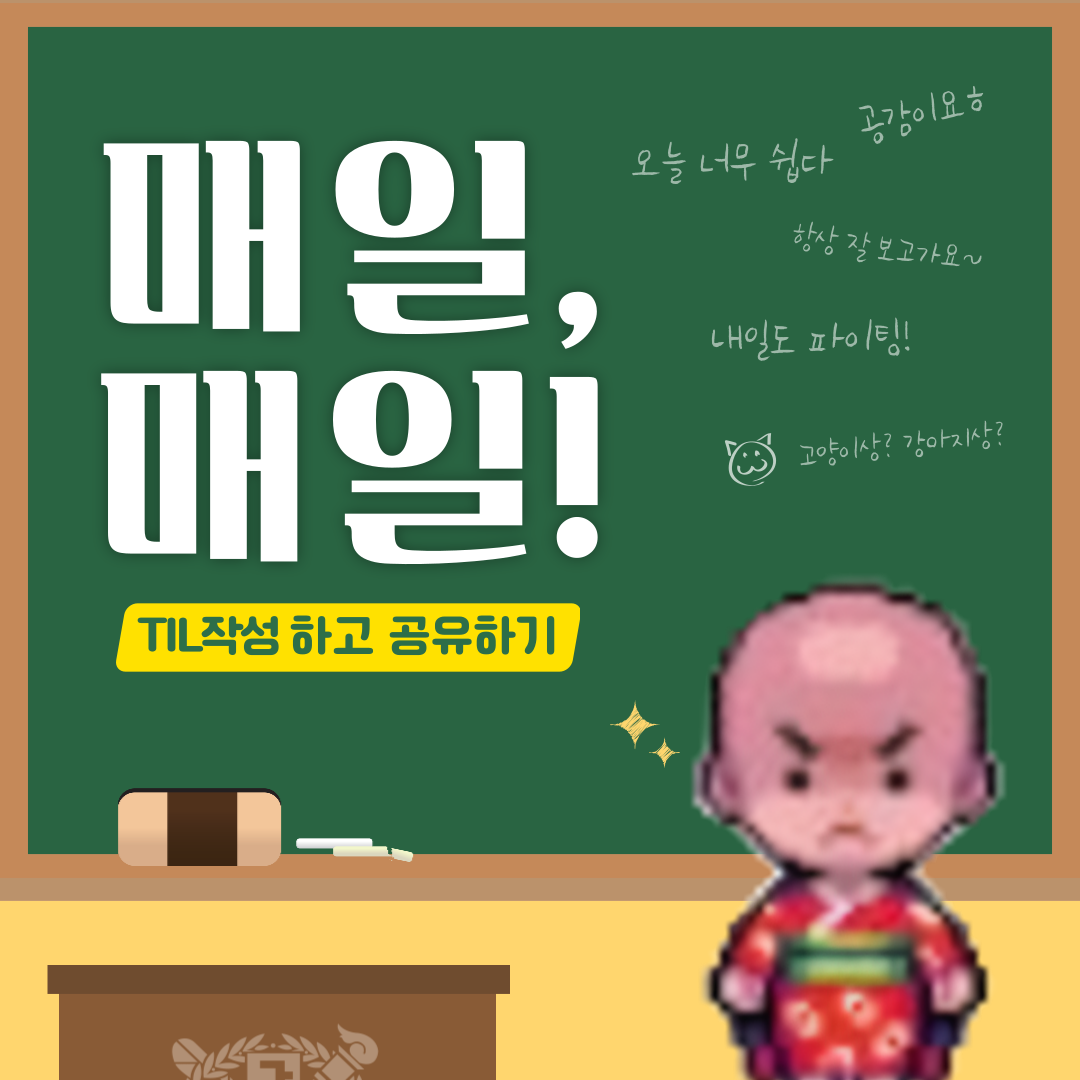 매일,
매일!
TIL작성 하고 공유하기
공감이요ㅎ
오늘 너무 쉽다
항상 잘 보고가요~
내일도 파이팅!
고양이상? 강아지상?